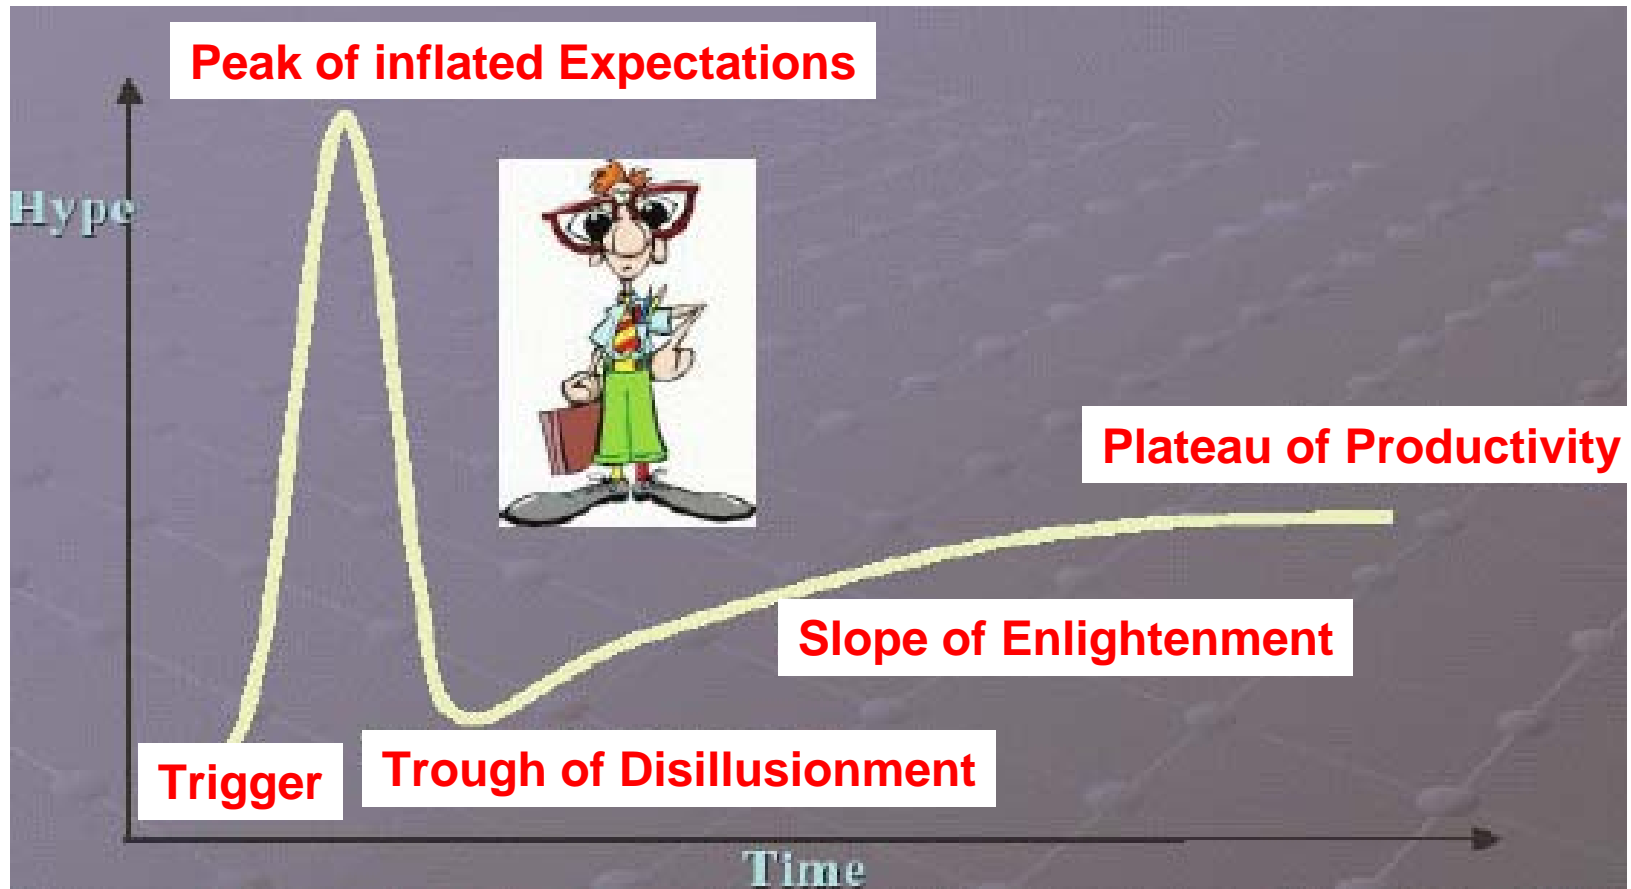 Peak of inflated Expectations
Hype
Plateau of Productivity
Slope of Enlightenment
Trough of Disillusionment
Trigger
Time